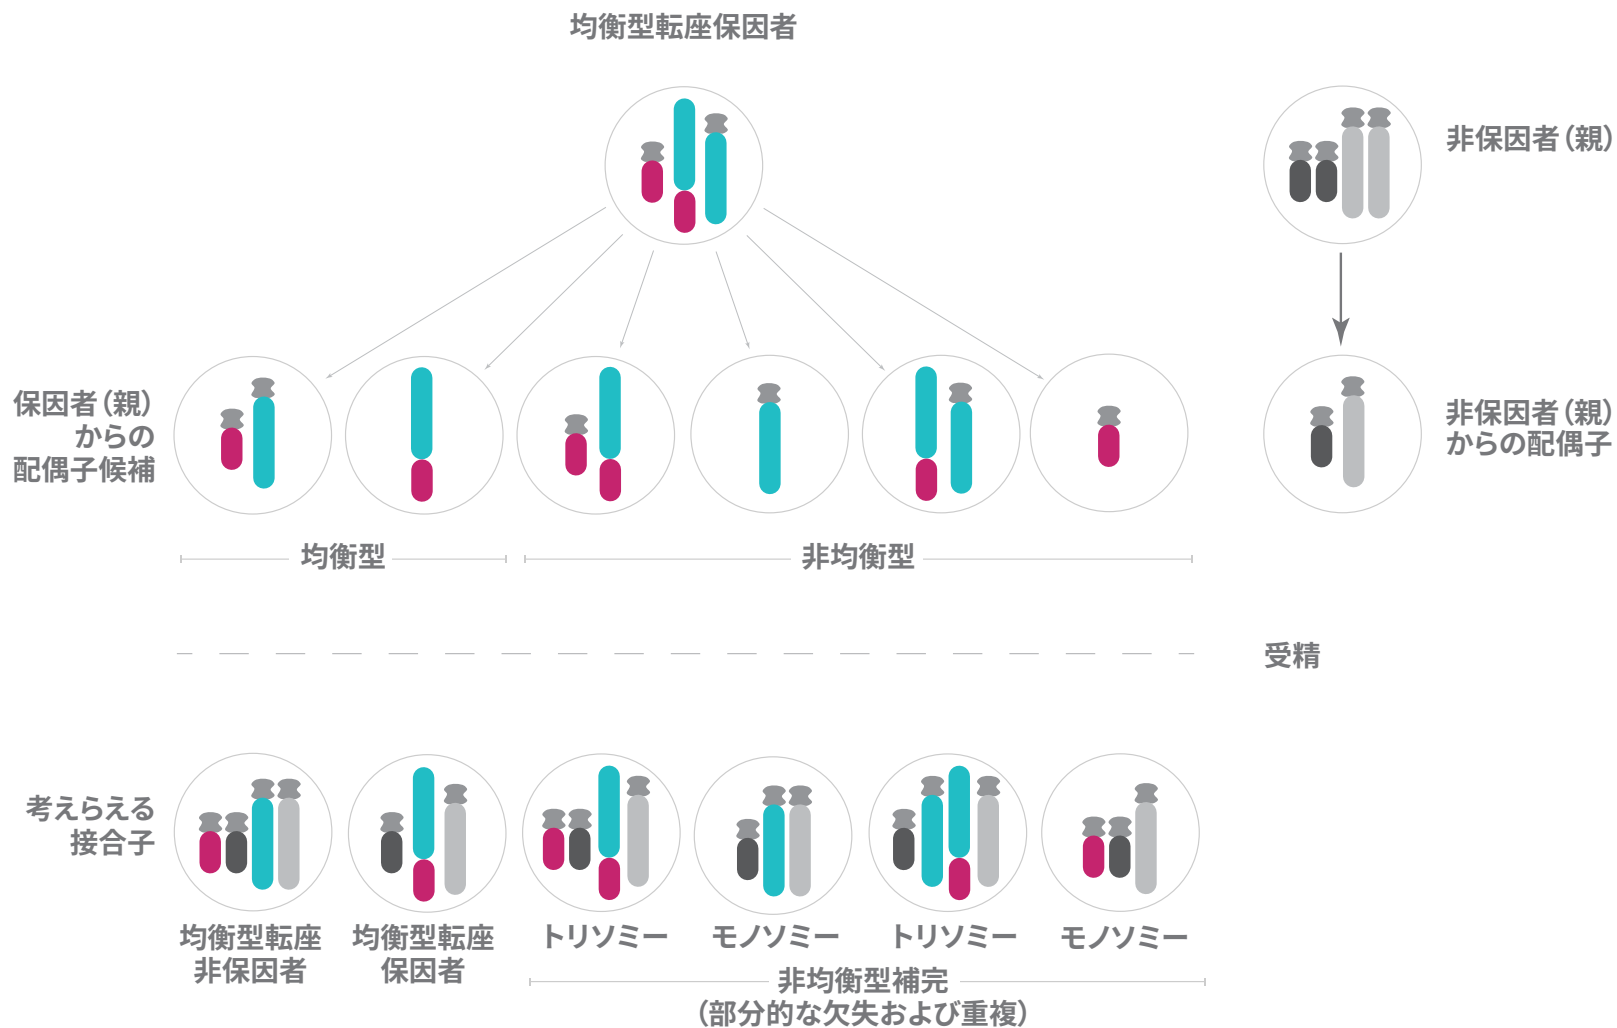 均衡型転座保因者
非保因者（親）
保因者（親）
からの
配偶子候補
非保因者（親）
からの配偶子
均衡型
非均衡型
受精
考えらえる
接合子
均衡型転座
非保因者
均衡型転座
保因者
トリソミー
モノソミー
トリソミー
モノソミー
非均衡型補完
（部分的な欠失および重複）